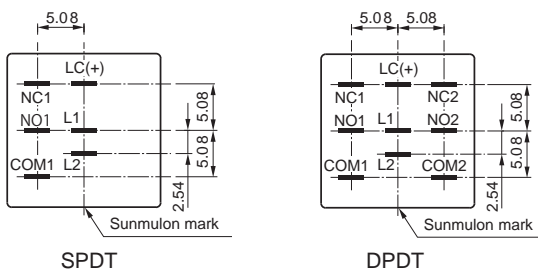 5.08
LC(+)
NC1
NO1
L1
COM1
L2
5.08
5.08
2.54
Sunmulon mark
SPDT
5.08
5.08
LC(+)
NC1
NC2
NO1
L1
NO2
COM1
L2
COM2
5.08
5.08
2.54
Sunmulon mark
DPDT